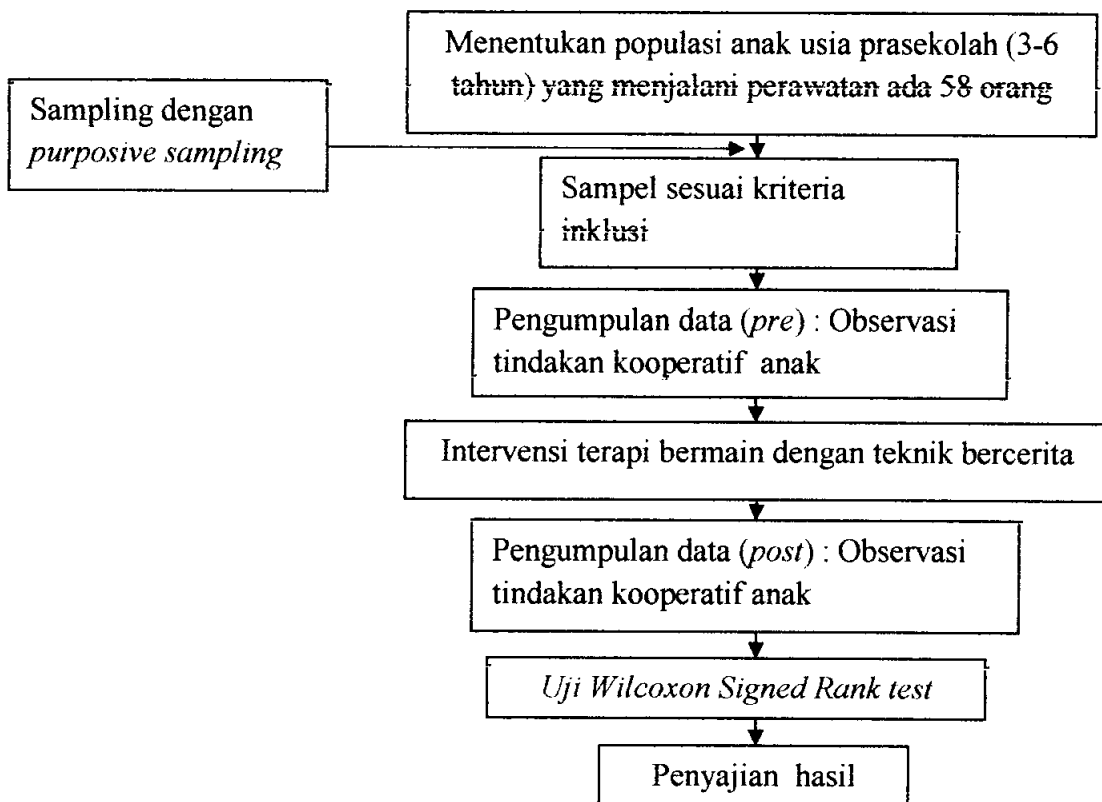 Menentukan populasi anak usia prasekolah (3-6
tahun) yang menjalani perawatan ada 58 orang
Sampling dengan
purposive sampling
Sampel sesuai kriteria
inklusi
Pengumpulan data (pre) : Observasi
tindakan kooperatif anak
Intervensi terapi bermain dengan teknik bercerita
Pengumpulan data (post) : Observasi
tindakan kooperatif anak
Uji Wilcoxon Signed Rank test
Penyajian hasil